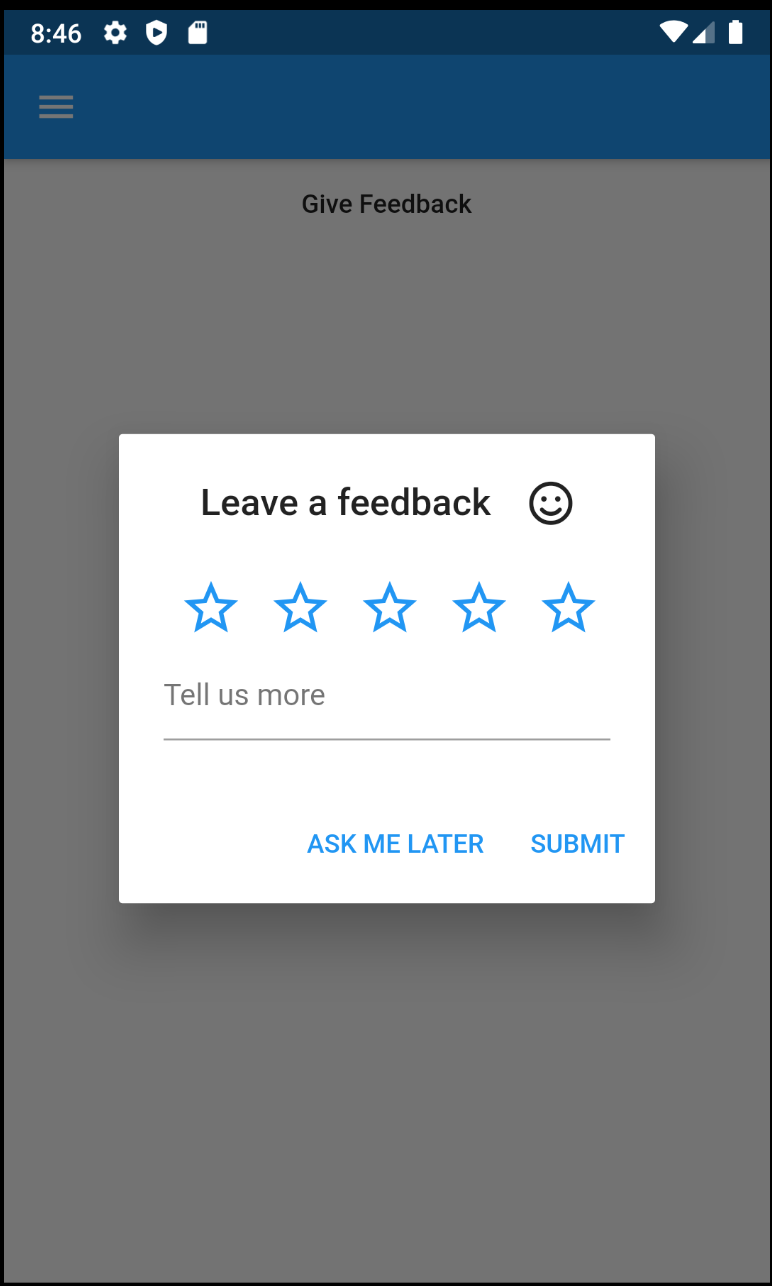 8:46
Give Feedback
Leave a feedback
Tell us more
ASK ME LATER SUBMIT